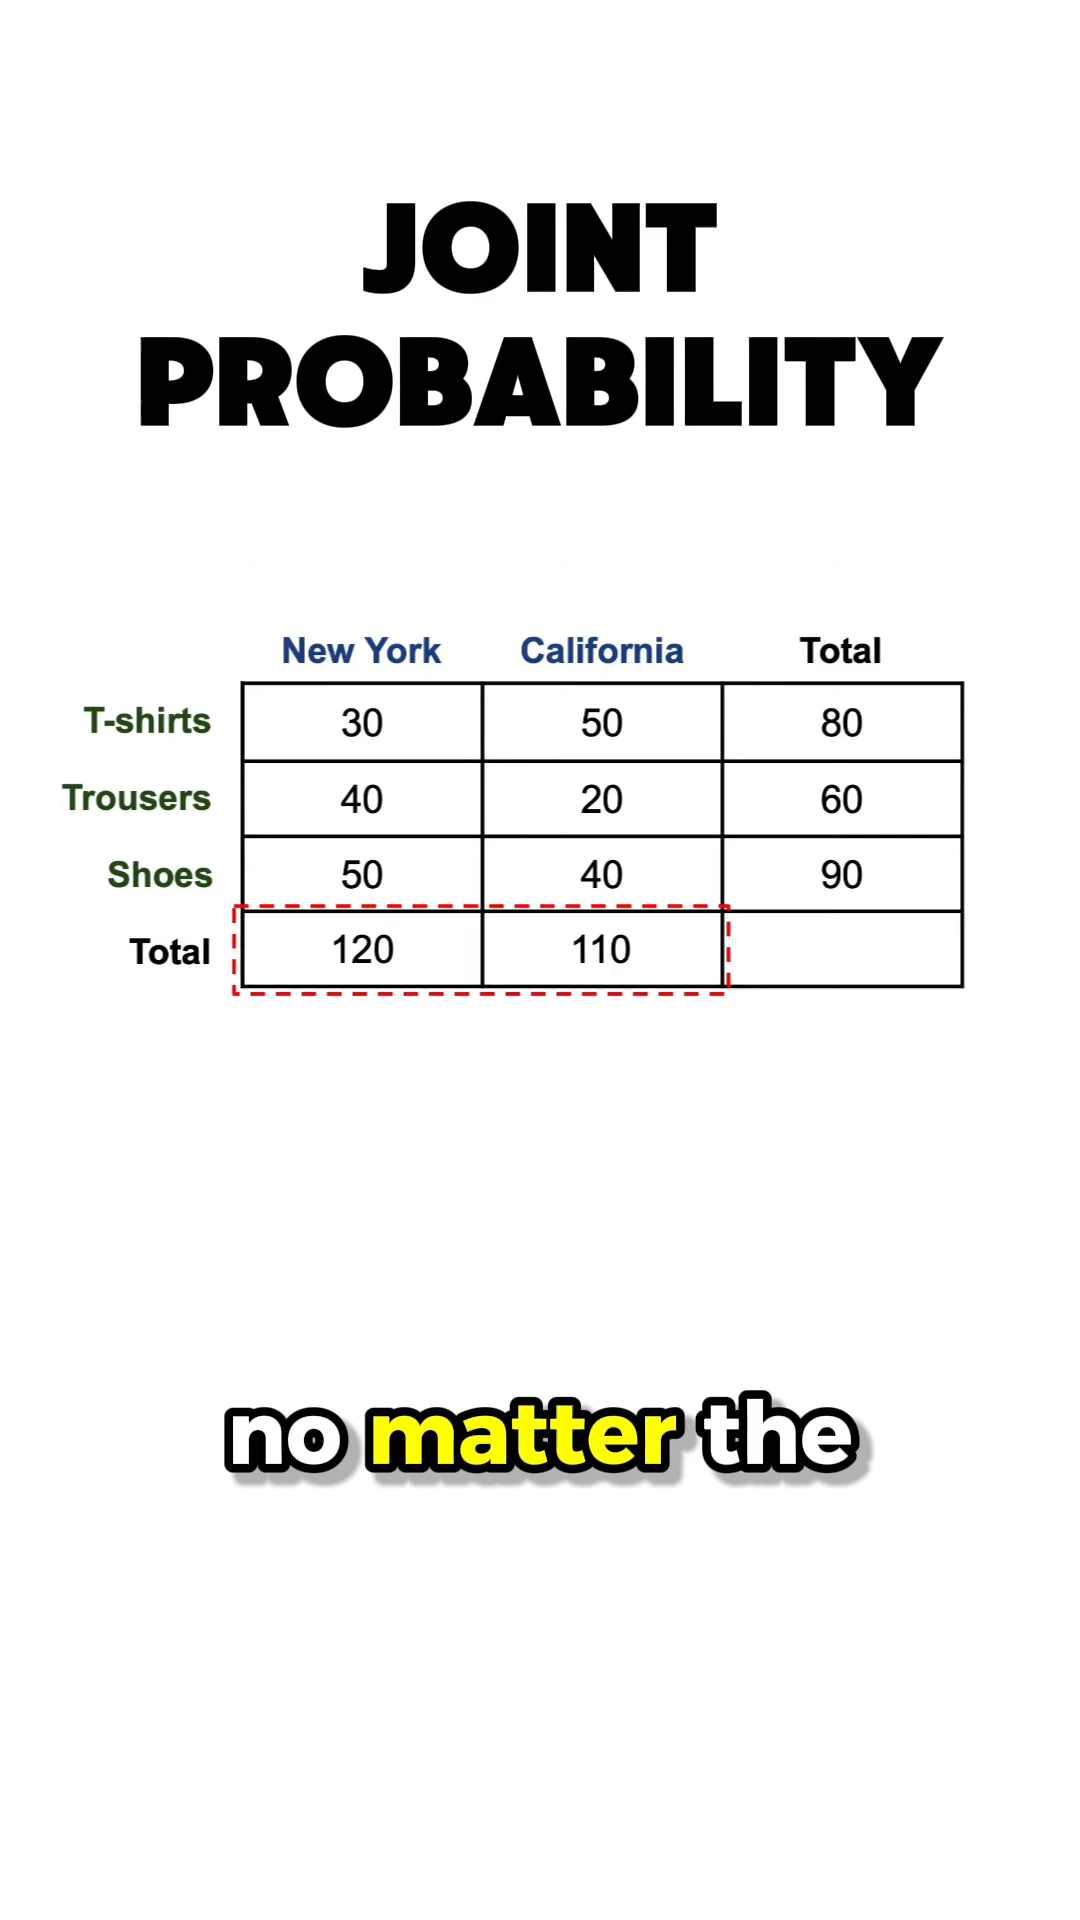 JOINT
PROBABILITY
New York California Total
T-shirts 30 50 80
Trousers 40 20 60
Shoes 50 40 90
Total 120 110
no matter the